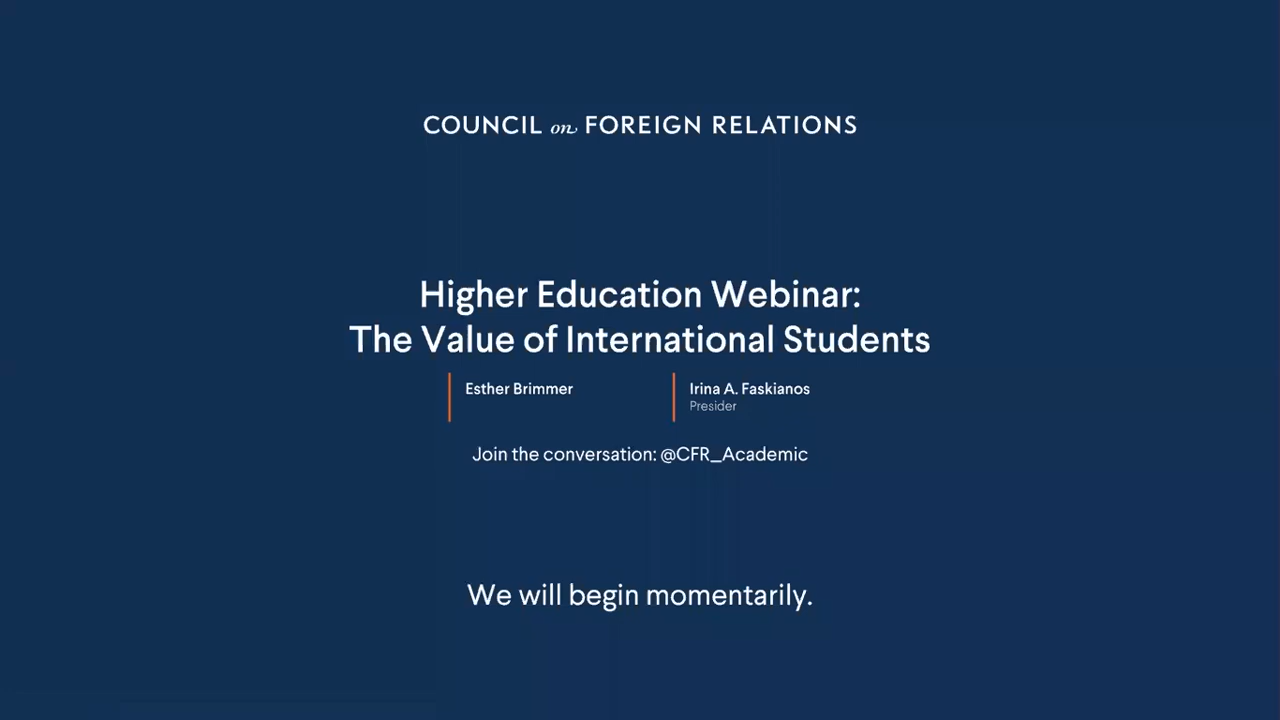 COUNCIL on FOREIGN RELATIONS
Higher Education Webinar:
The Value of International Students
Esther Brimmer
Irina A. Faskianos
Presider
Join the conversation: @CFR_Academic
We will begin momentarily.